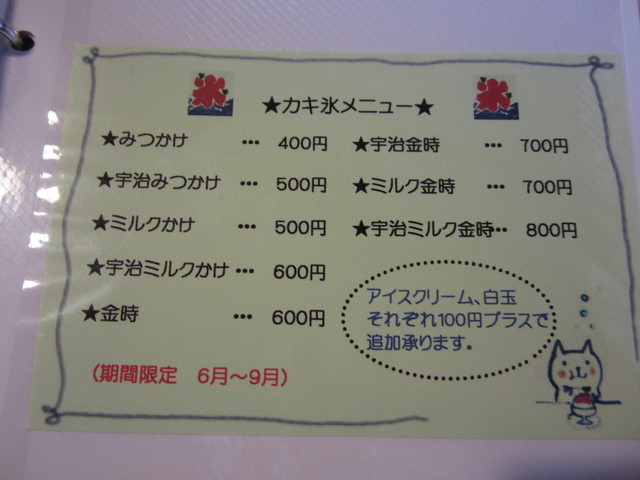 氷 ★カキ氷メニュー★ 氷
★みつかけ … 400円
★宇治みつかけ … 500円
★ミルクかけ … 500円
★宇治ミルクかけ … 600円
★金時 … 600円
★宇治金時 … 700円
★ミルク金時 … 700円
★宇治ミルク金時… 800円
アイスクリーム、白玉
それぞれ100円プラスで
追加承ります。
(期間限定 6月～9月)